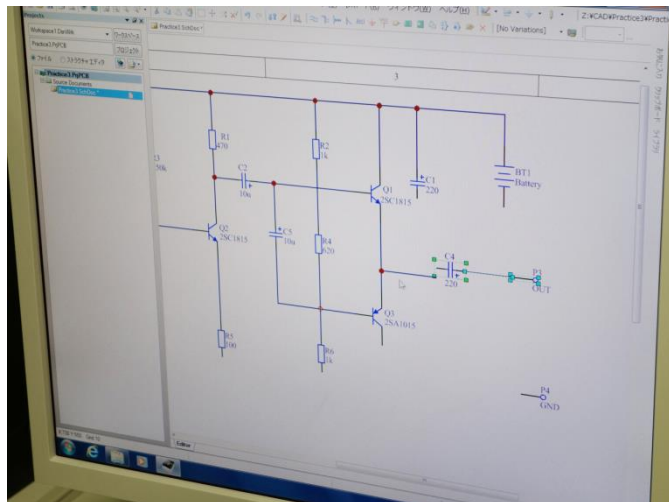 Projects
Workspace1.DsnWrk
ワークスペース
Practice3.PrjPCB
プロジェクト
ファイル
ストラクチャ エディタ
Practice3.PrjPCB
Source Documents
Practice3.SchDoc *
ウィンドウ(W)
ヘルプ(H)
Z:¥CAD¥Practice3¥Practic
[No Variations]
Practice3.SchDoc *
3
R1
470
R2
1k
C2
10u
Q1
2SC1815
C1
220
BT1
Battery
Q2
2SC1815
C5
10u
R4
620
C4
220
P3
OUT
Q3
2SA1015
R5
100
R6
1k
P4
GND
Editor